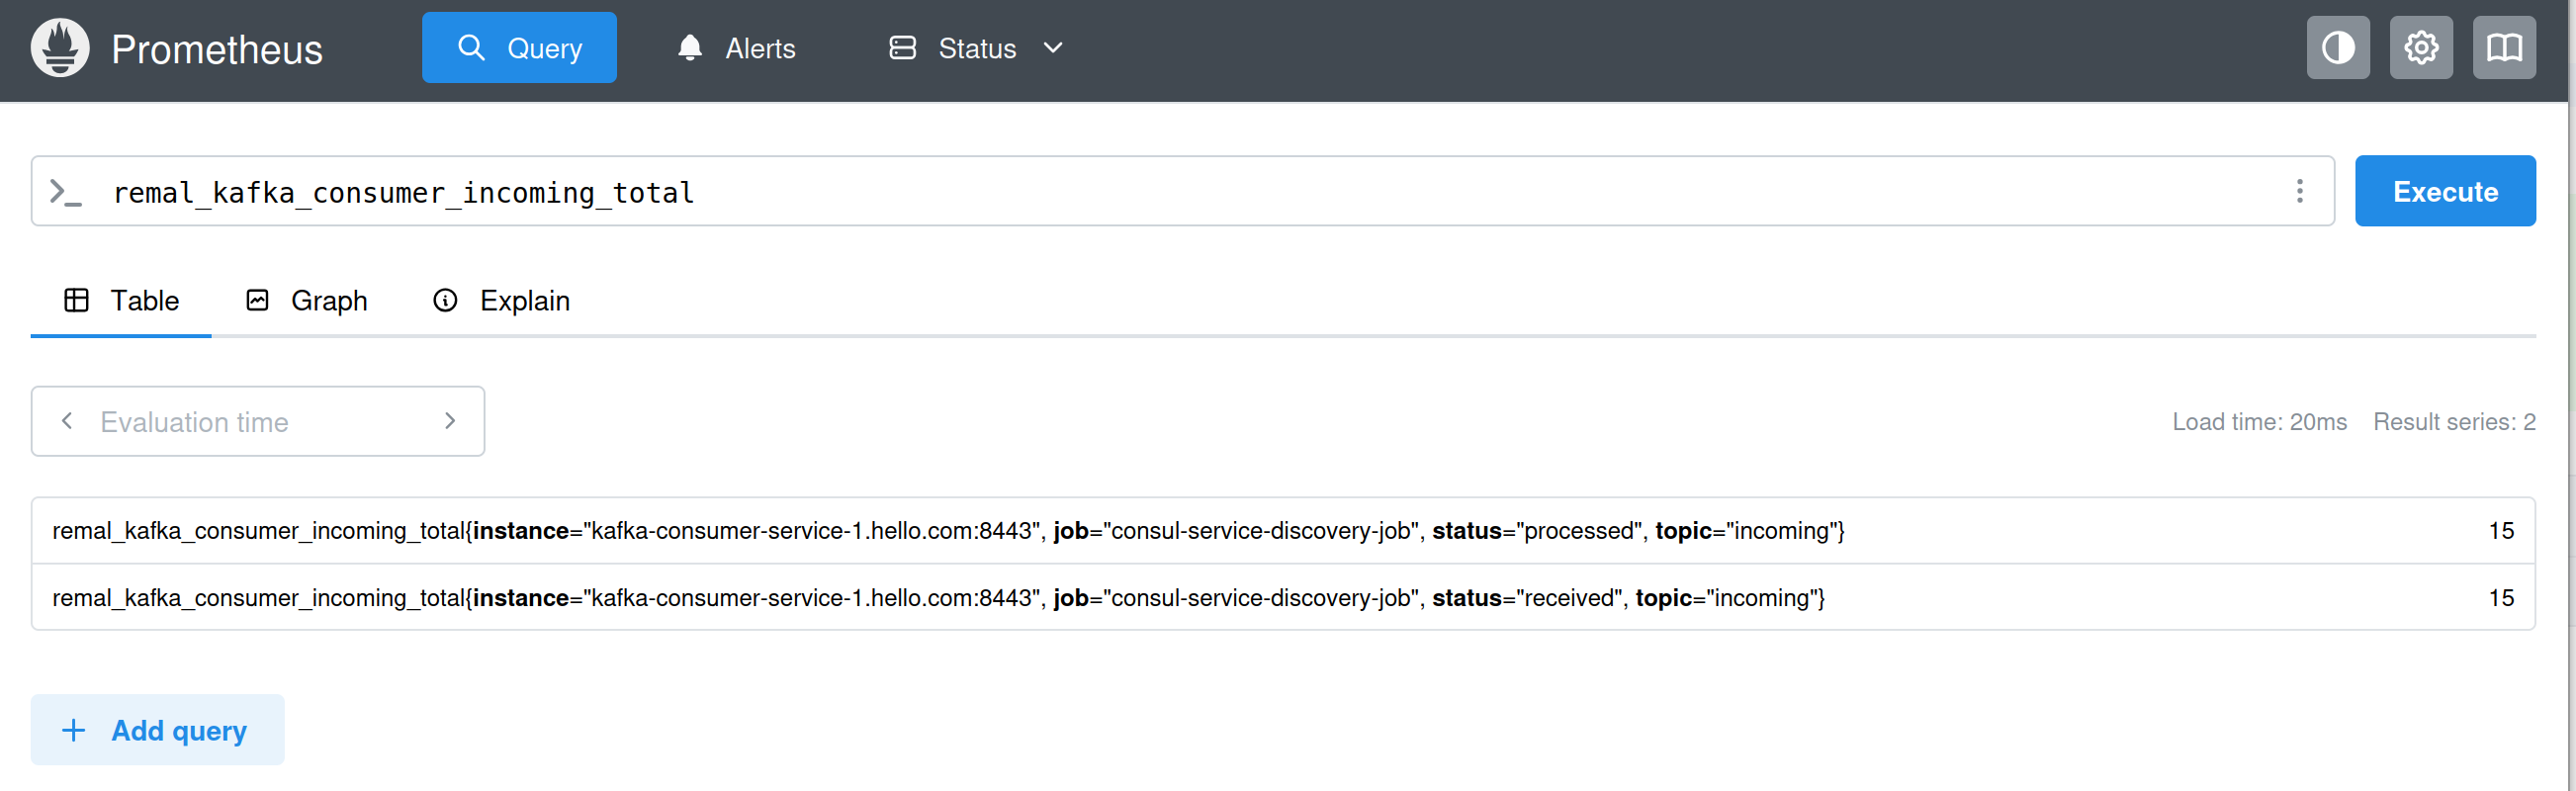 Prometheus Query Alerts Status
remal_kafka_consumer_incoming_total Execute
Table Graph Explain
Evaluation time Load time: 20ms Result series: 2
remal_kafka_consumer_incoming_total{instance="kafka-consumer-service-1.hello.com:8443", job="consul-service-discovery-job", status="processed", topic="incoming"} 15
remal_kafka_consumer_incoming_total{instance="kafka-consumer-service-1.hello.com:8443", job="consul-service-discovery-job", status="received", topic="incoming"} 15
Add query